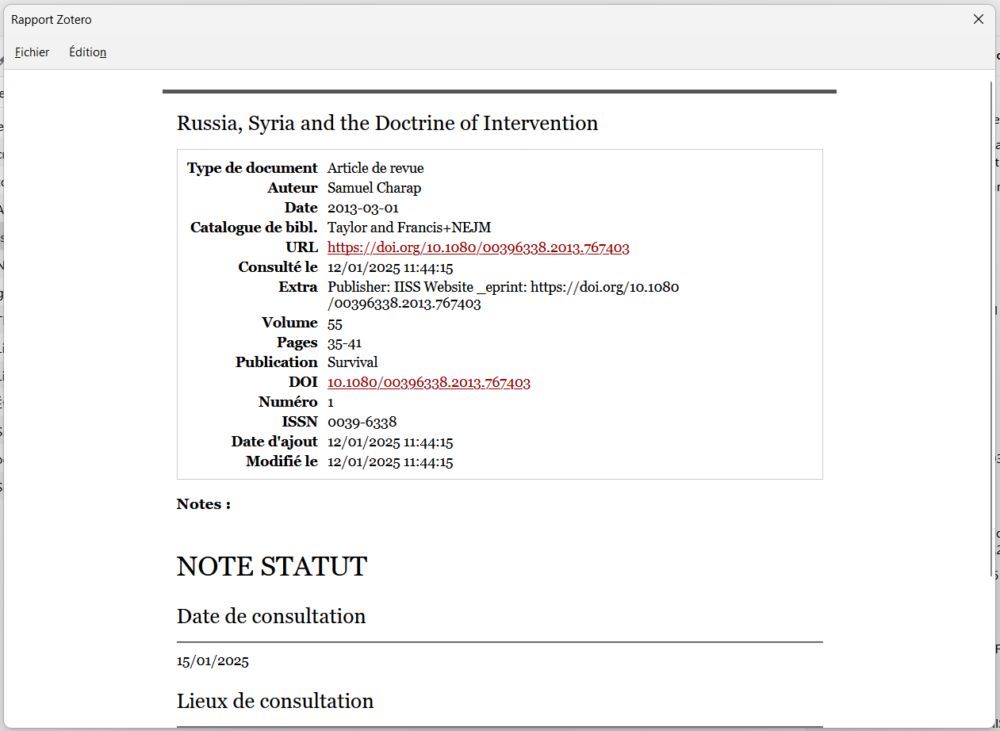 Rapport Zotero
Fichier Édition
Russia, Syria and the Doctrine of Intervention
Type de document Article de revue
Auteur Samuel Charap
Date 2013-03-01
Catalogue de bibl. Taylor and Francis+NEJM
URL https://doi.org/10.1080/00396338.2013.767403
Consulté le 12/01/2025 11:44:15
Extra Publisher: IISS Website _eprint: https://doi.org/10.1080
/00396338.2013.767403
Volume 55
Pages 35-41
Publication Survival
DOI 10.1080/00396338.2013.767403
Numéro 1
ISSN 0039-6338
Date d'ajout 12/01/2025 11:44:15
Modifié le 12/01/2025 11:44:15
Notes :
NOTE STATUT
Date de consultation
15/01/2025
Lieux de consultation